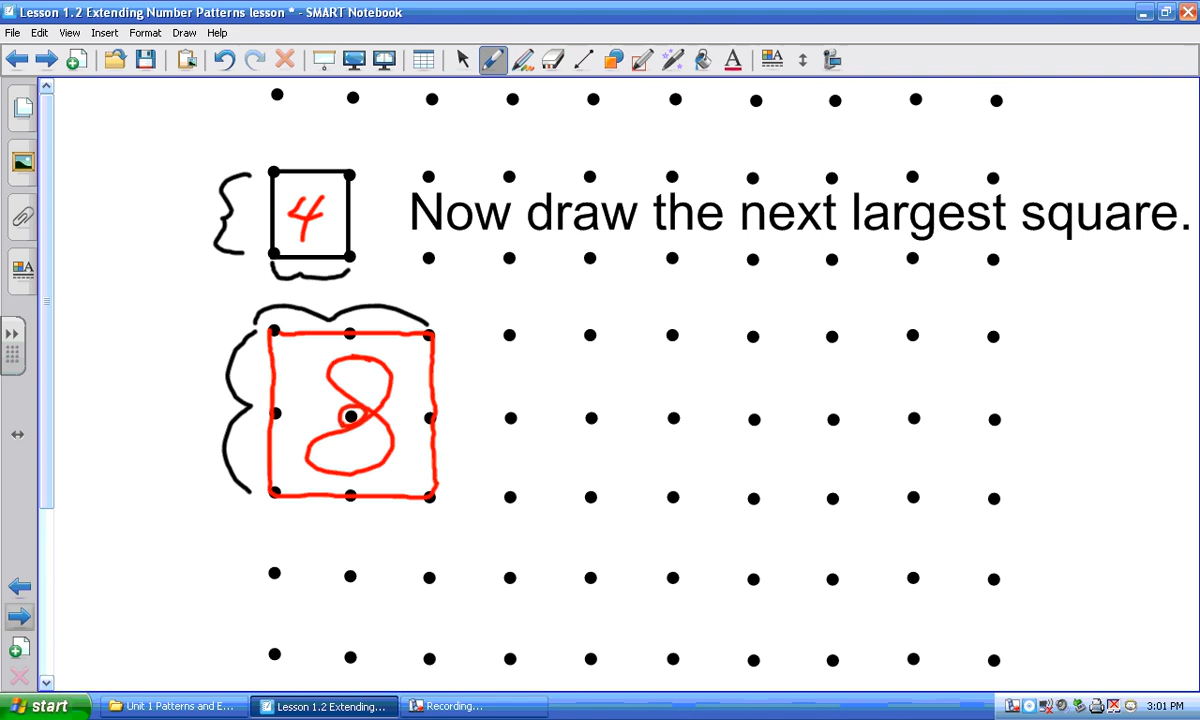 Lesson 1.2 Extending Number Patterns lesson * - SMART Notebook
File Edit View Insert Format Draw Help
4
Now draw the next largest square.
8
start
Unit 1 Patterns and E...
Lesson 1.2 Extending...
Recording...
3:01 PM